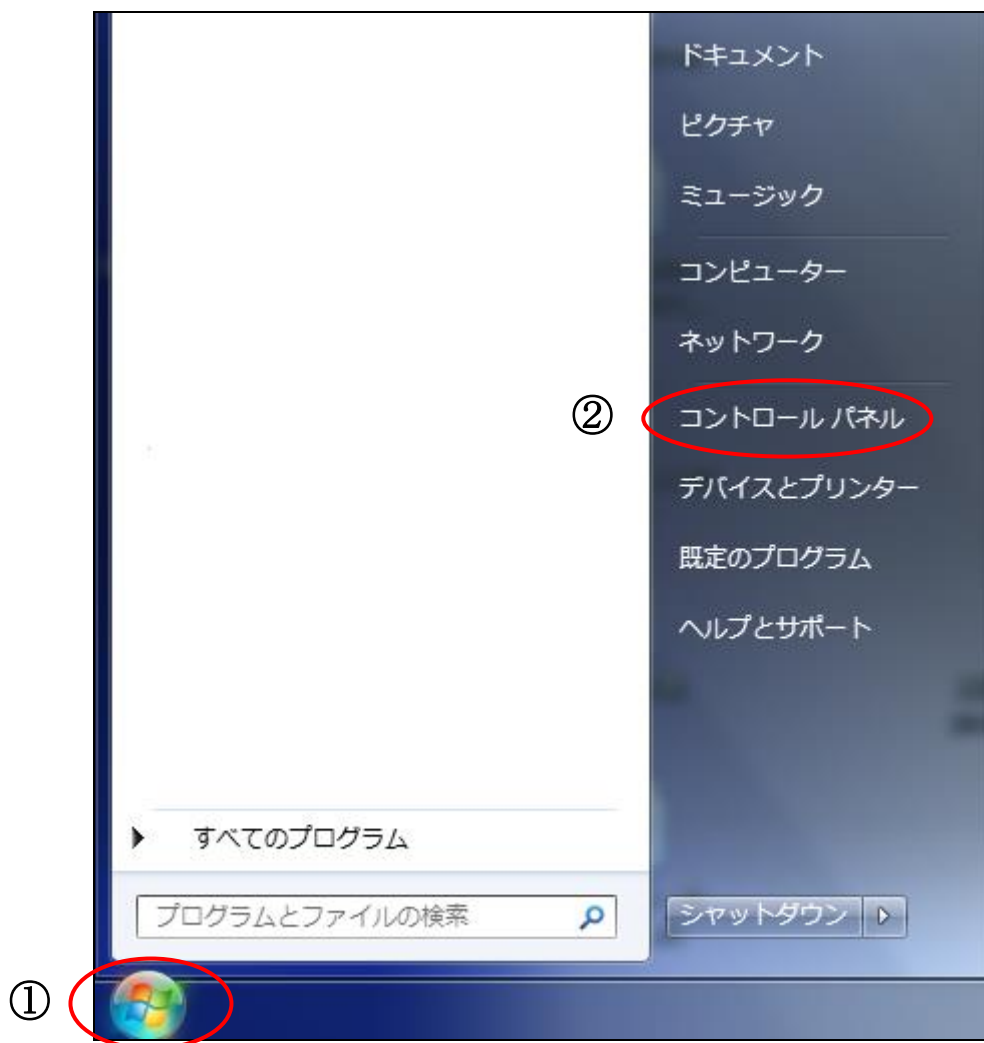 ドキュメント
ピクチャ
ミュージック
コンピューター
ネットワーク
② コントロール パネル
デバイスとプリンター
既定のプログラム
ヘルプとサポート
すべてのプログラム
プログラムとファイルの検索
シャットダウン
①